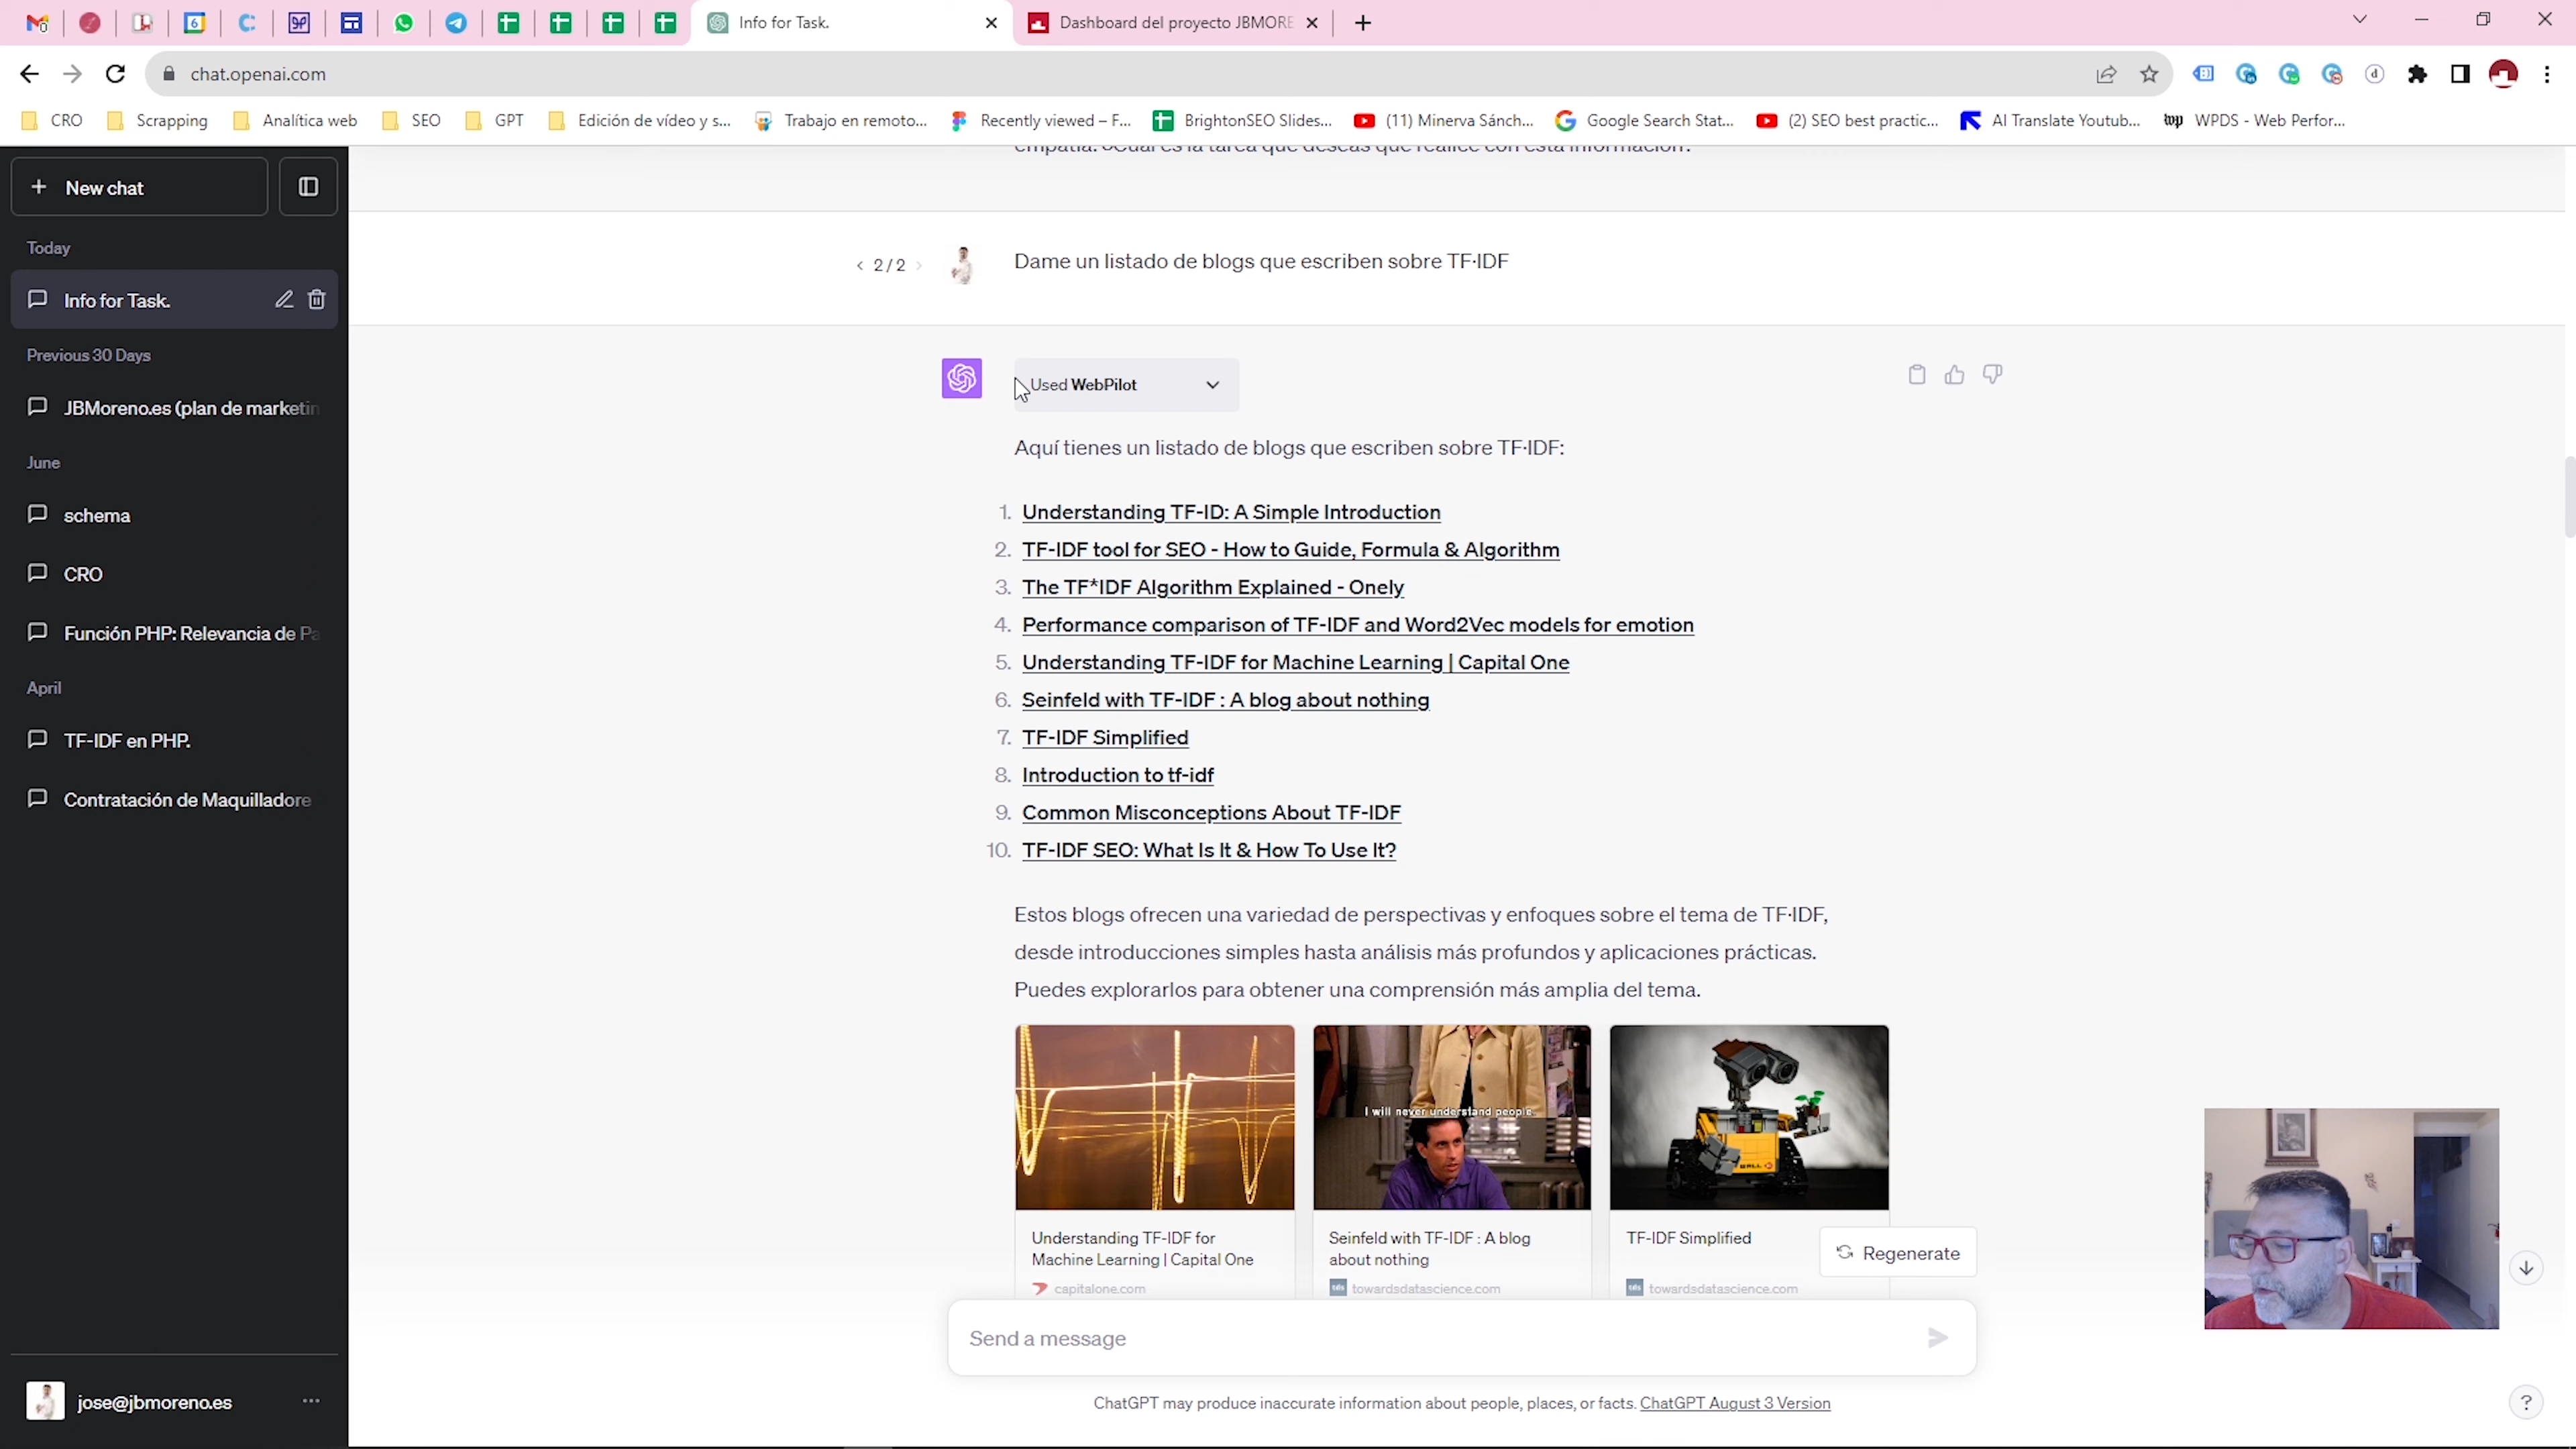 Info for Task.
Dashboard del proyecto JBMORE
chat.openai.com
CRO
Scrapping
Analítica web
SEO
GPT
Edición de vídeo y s...
Trabajo en remoto...
Recently viewed – F...
BrightonSEO Slides...
(11) Minerva Sánch...
Google Search Stat...
(2) SEO best practic...
AI Translate Youtub...
WPDS - Web Perfor...
New chat
Today
Info for Task.
Previous 30 Days
JBMoreno.es (plan de marketin
June
schema
CRO
Función PHP: Relevancia de Pa
April
TF-IDF en PHP.
Contratación de Maquilladore
jose@jbmoreno.es
2 / 2
Dame un listado de blogs que escriben sobre TF·IDF
Used WebPilot
Aquí tienes un listado de blogs que escriben sobre TF·IDF:
1. Understanding TF-ID: A Simple Introduction
2. TF-IDF tool for SEO - How to Guide, Formula & Algorithm
3. The TF*IDF Algorithm Explained - Onely
4. Performance comparison of TF-IDF and Word2Vec models for emotion
5. Understanding TF-IDF for Machine Learning | Capital One
6. Seinfeld with TF-IDF : A blog about nothing
7. TF-IDF Simplified
8. Introduction to tf-idf
9. Common Misconceptions About TF-IDF
10. TF-IDF SEO: What Is It & How To Use It?
Estos blogs ofrecen una variedad de perspectivas y enfoques sobre el tema de TF·IDF,
desde introducciones simples hasta análisis más profundos y aplicaciones prácticas.
Puedes explorarlos para obtener una comprensión más amplia del tema.
I will never understand people.
Understanding TF-IDF for
Machine Learning | Capital One
capitalone.com
Seinfeld with TF-IDF : A blog
about nothing
towardsdatascience.com
TF-IDF Simplified
towardsdatascience.com
Regenerate
Send a message
ChatGPT may produce inaccurate information about people, places, or facts. ChatGPT August 3 Version